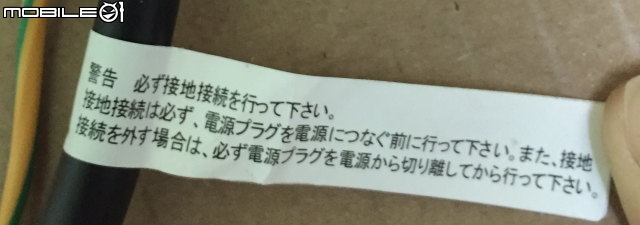 MOBILE01
警告　必ず接地接続を行って下さい。
接地接続は必ず、電源プラグを電源につなぐ前に行って下さい。また、接地
接続を外す場合は、必ず電源プラグを電源から切り離してから行って下さい。